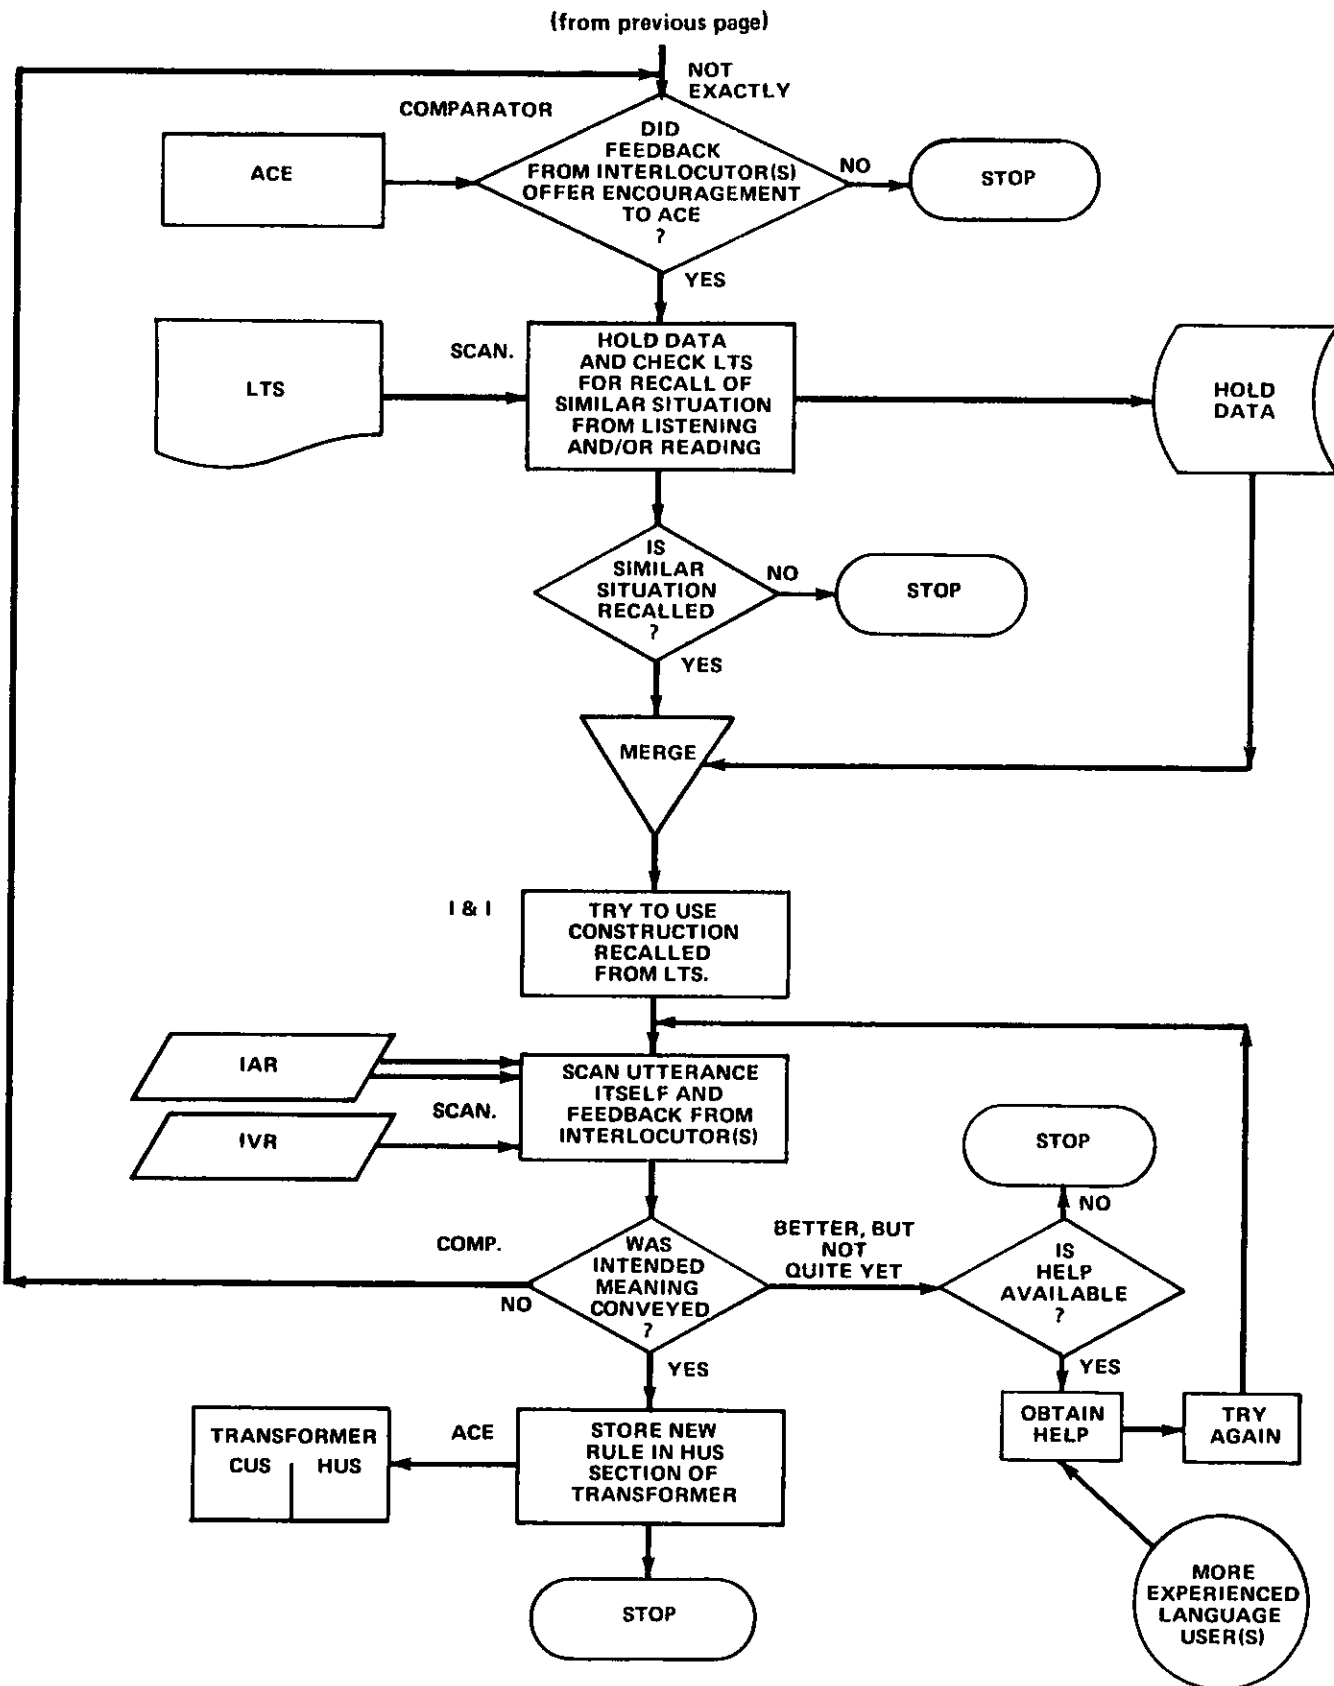 (from previous page)
NOT
EXACTLY
COMPARATOR
DID
FEEDBACK
FROM INTERLOCUTOR(S)
OFFER ENCOURAGEMENT
TO ACE
?
ACE
NO
STOP
YES
SCAN.
LTS
HOLD DATA
AND CHECK LTS
FOR RECALL OF
SIMILAR SITUATION
FROM LISTENING
AND/OR READING
HOLD
DATA
IS
SIMILAR
SITUATION
RECALLED
?
NO
STOP
YES
MERGE
I & I
TRY TO USE
CONSTRUCTION
RECALLED
FROM LTS.
IAR
SCAN.
IVR
SCAN UTTERANCE
ITSELF AND
FEEDBACK FROM
INTERLOCUTOR(S)
STOP
NO
COMP.
NO
WAS
INTENDED
MEANING
CONVEYED
?
BETTER, BUT
NOT
QUITE YET
IS
HELP
AVAILABLE
?
YES
YES
TRANSFORMER
CUS HUS
ACE
STORE NEW
RULE IN HUS
SECTION OF
TRANSFORMER
OBTAIN
HELP
TRY
AGAIN
STOP
MORE
EXPERIENCED
LANGUAGE
USER(S)